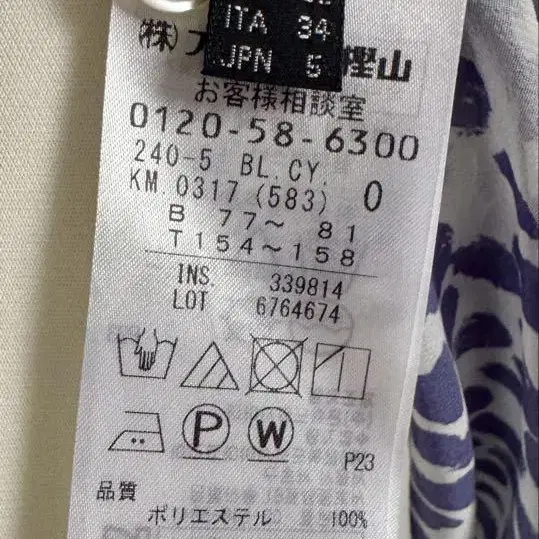 ITA 34
JPN 5
(株)
樫山
お客様相談室
0120-58-6300
240-5 BL.CY.
KM.0317(583) 0
B 77～ 81
T 154～158
INS. 339814
LOT 6764674
P
W
P23
品質
ポリエステル 100%